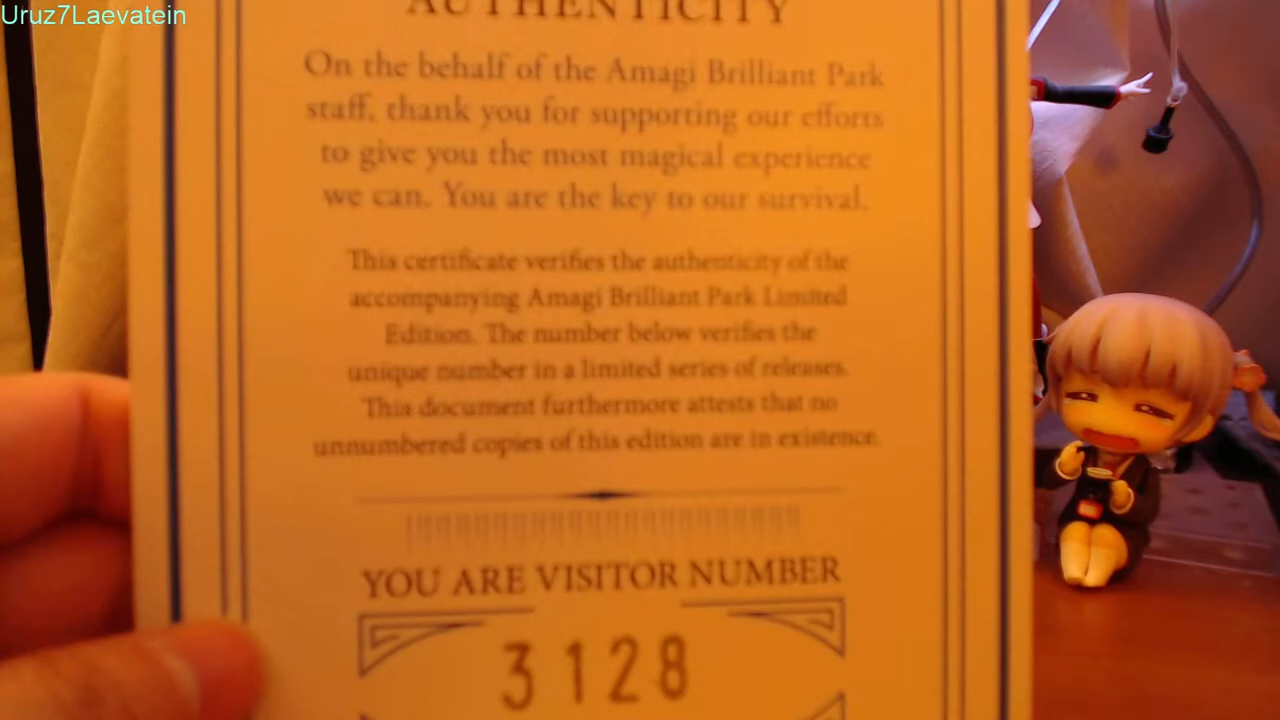 Uruz7Laevatein
AUTHENTICITY
On the behalf of the Amagi Brilliant Park
staff, thank you for supporting our efforts
to give you the most magical experience
we can. You are the key to our survival.
This certificate verifies the authenticity of the
accompanying Amagi Brilliant Park Limited
Edition. The number below verifies the
unique number in a limited series of releases.
This document furthermore attests that no
unnumbered copies of this edition are in existence.
YOU ARE VISITOR NUMBER
3128